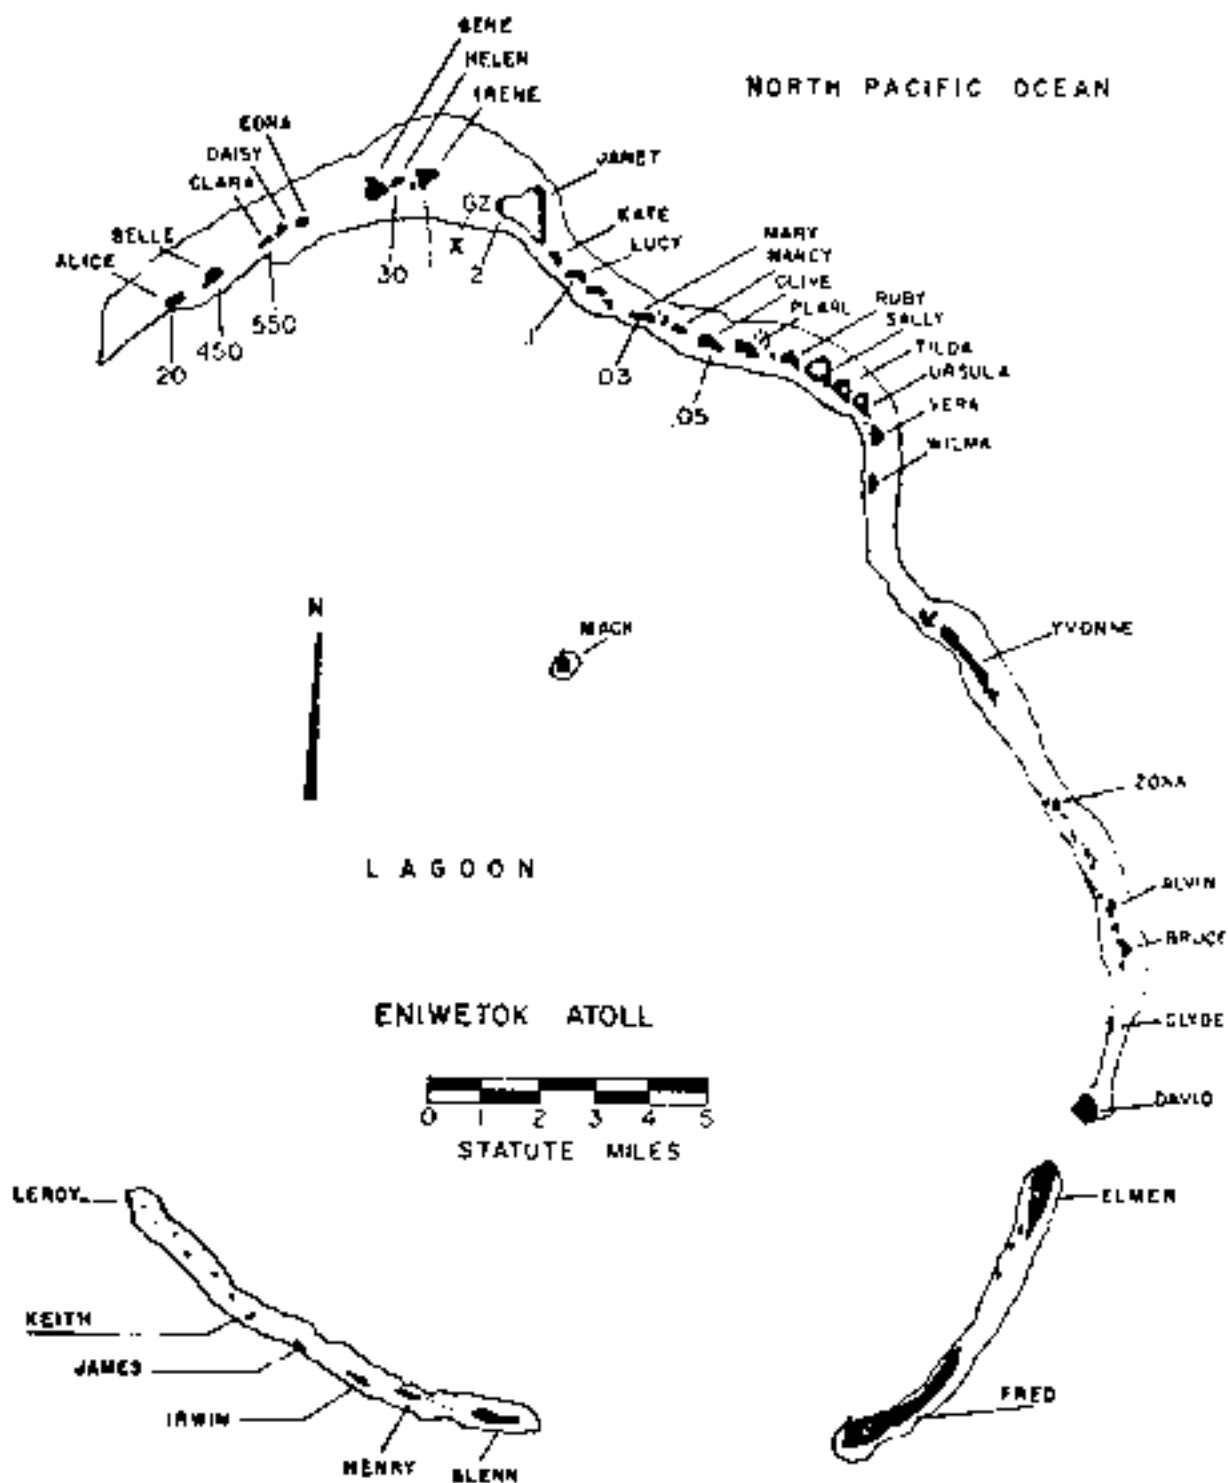 GENE
HELEN
IRENE
NORTH PACIFIC OCEAN
EDNA
DAISY
CLARA
BELLE
ALICE
JANET
GZ
KATE
LUCY
MARY
NANCY
OLIVE
PEARL
RUBY
SALLY
TILDA
URSULA
VERA
WILMA
X
2
30
550
450
20
.1
.03
.05
N
MACK
YVONNE
ZONA
LAGOON
ALVIN
BRUCE
ENIWETOK ATOLL
CLYDE
0 1 2 3 4 5
STATUTE MILES
DAVID
LEROY
ELMER
KEITH
JAMES
IRWIN
HENRY
GLENN
FRED